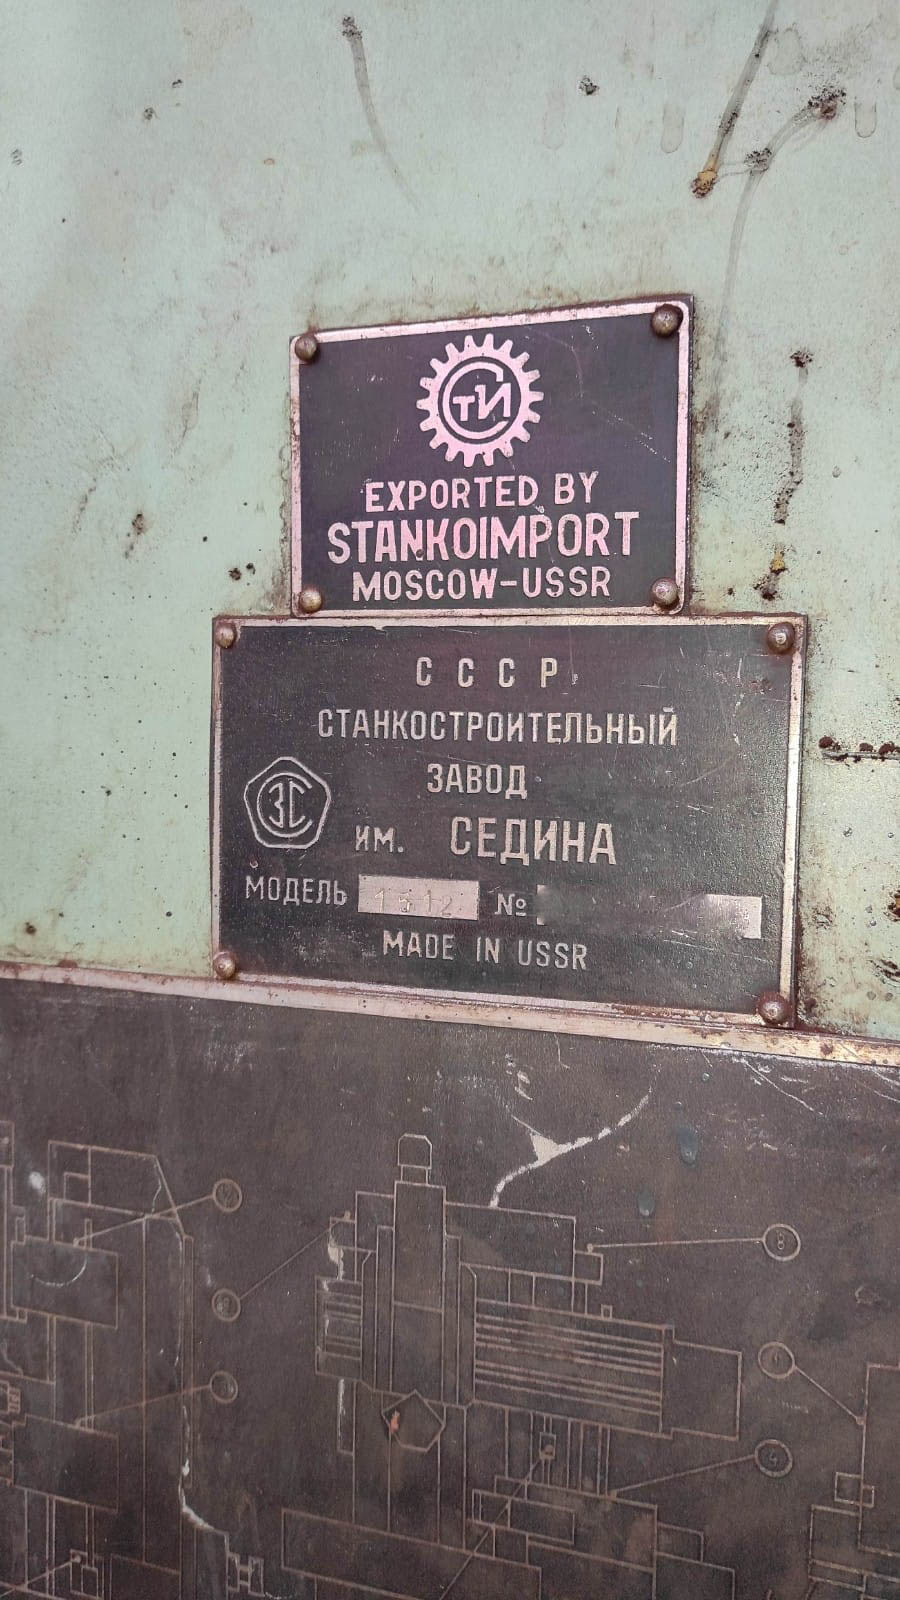 СТИ
EXPORTED BY
STANKOIMPORT
MOSCOW-USSR
СССР
СТАНКОСТРОИТЕЛЬНЫЙ
ЗАВОД
ЗС
ИМ. СЕДИНА
МОДЕЛЬ 1512 №
MADE IN USSR